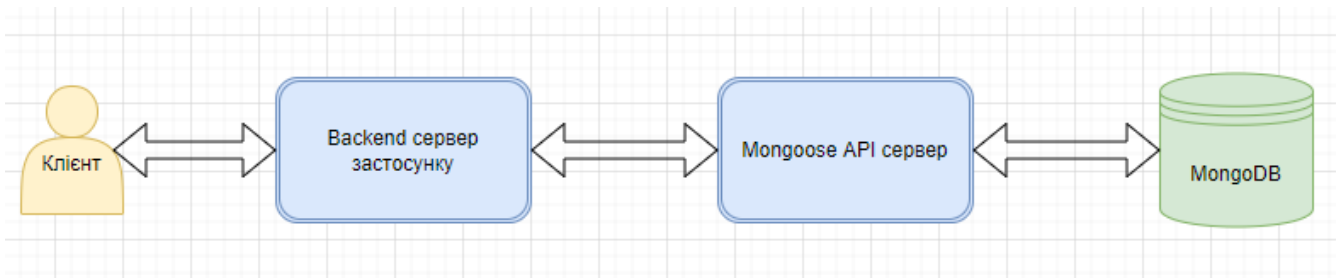 Клієнт
Backend сервер
застосунку
Mongoose API сервер
MongoDB